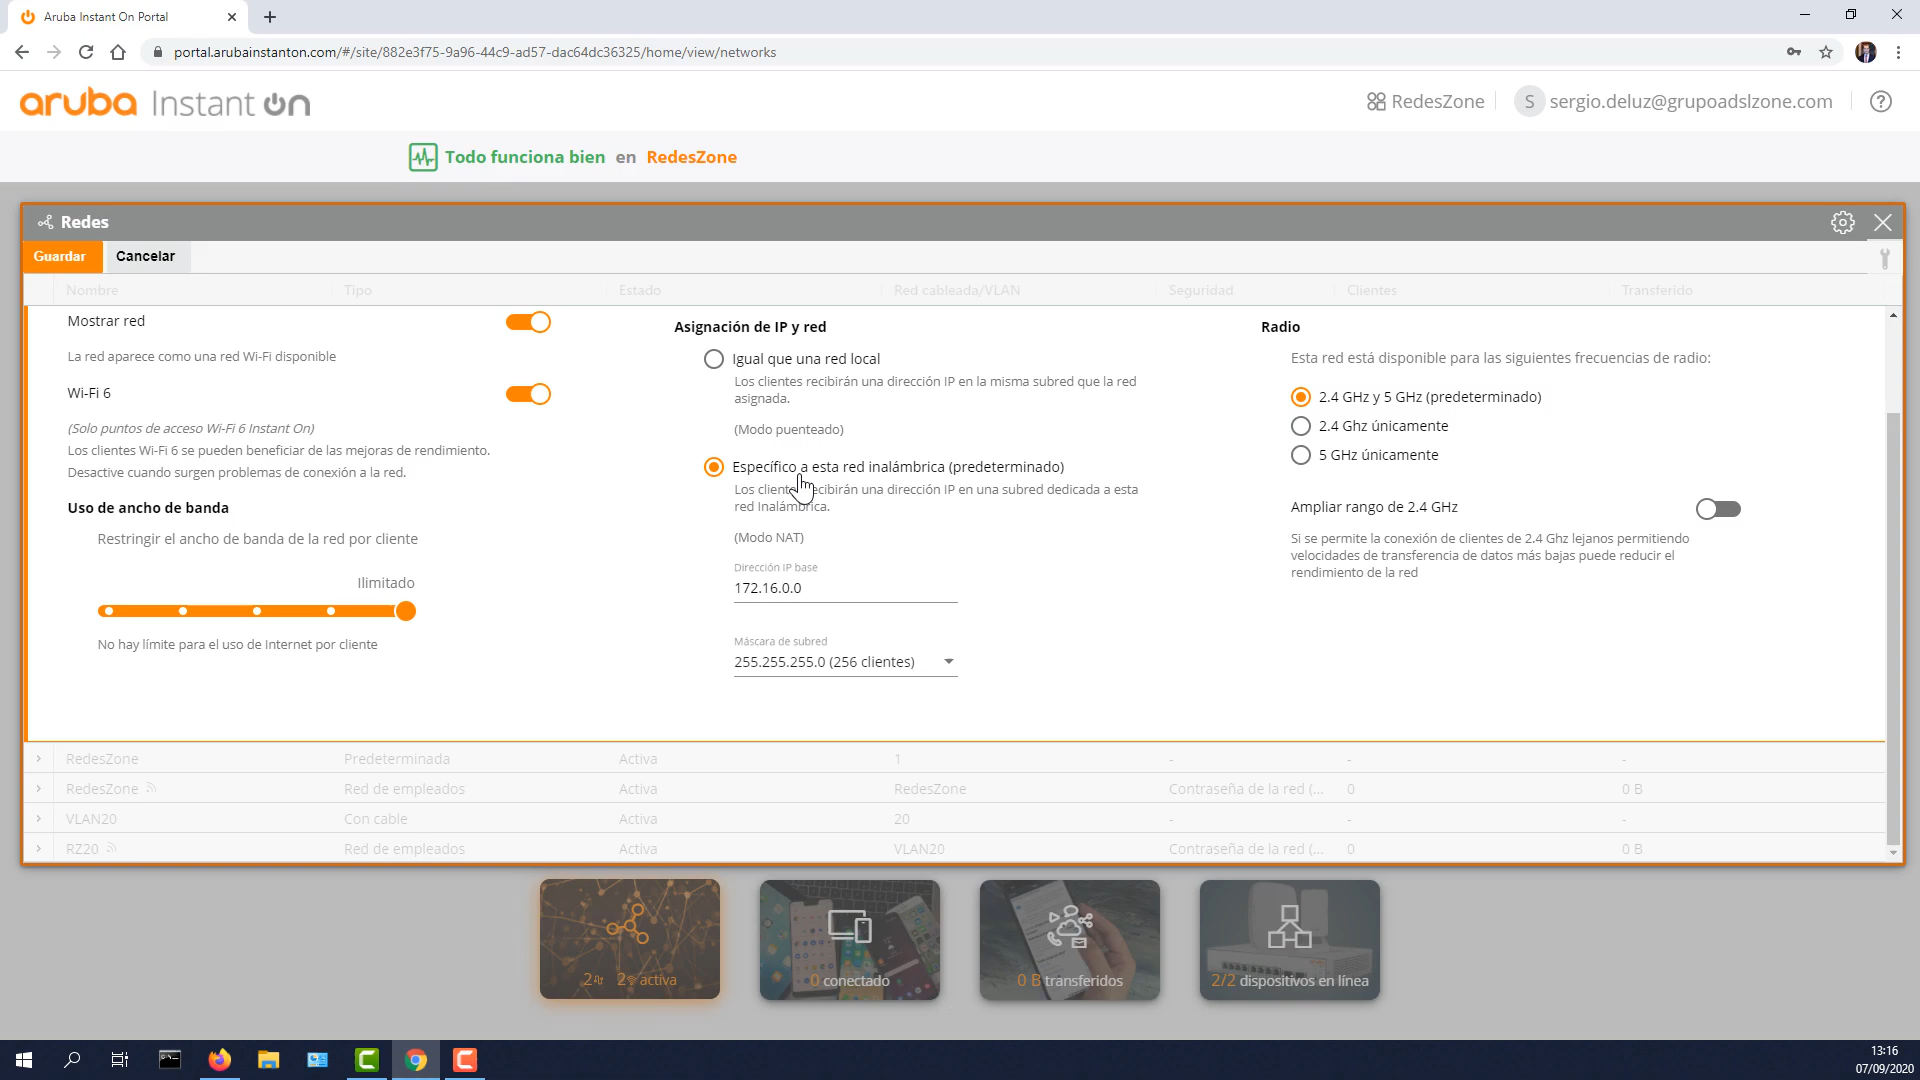 Aruba Instant On Portal
portal.arubainstanton.com/#/site/882e3f75-9a96-44c9-ad57-dac64dc36325/home/view/networks
aruba Instant On
RedesZone
S sergio.deluz@grupoadslzone.com
Todo funciona bien en RedesZone
Redes
Guardar Cancelar
Nombre Tipo Estado Red cableada/VLAN Seguridad Clientes Transferido
Mostrar red
La red aparece como una red Wi-Fi disponible
Wi-Fi 6
(Solo puntos de acceso Wi-Fi 6 Instant On)
Los clientes Wi-Fi 6 se pueden beneficiar de las mejoras de rendimiento.
Desactive cuando surgen problemas de conexión a la red.
Uso de ancho de banda
Restringir el ancho de banda de la red por cliente
Ilimitado
No hay límite para el uso de Internet por cliente
Asignación de IP y red
Igual que una red local
Los clientes recibirán una dirección IP en la misma subred que la red
asignada.
(Modo puenteado)
Específico a esta red inalámbrica (predeterminado)
Los clientes recibirán una dirección IP en una subred dedicada a esta
red Inalámbrica.
(Modo NAT)
Dirección IP base
172.16.0.0
Máscara de subred
255.255.255.0 (256 clientes)
Radio
Esta red está disponible para las siguientes frecuencias de radio:
2.4 GHz y 5 GHz (predeterminado)
2.4 Ghz únicamente
5 GHz únicamente
Ampliar rango de 2.4 GHz
Si se permite la conexión de clientes de 2.4 Ghz lejanos permitiendo
velocidades de transferencia de datos más bajas puede reducir el
rendimiento de la red
RedesZone Predeterminada Activa 1 - - -
RedesZone Red de empleados Activa RedesZone Contraseña de la red (... 0 0 B
VLAN20 Con cable Activa 20 - - -
RZ20 Red de empleados Activa VLAN20 Contraseña de la red (... 0 0 B
2 2 activa
0 conectado
0 B transferidos
2/2 dispositivos en línea
13:16
07/09/2020